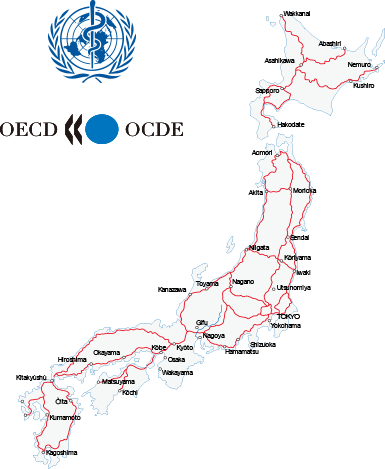 Wakkanai
Abashiri
Asahikawa
Nemuro
Kushiro
Sapporo
OECD OCDE
Hakodate
Aomori
Akita
Morioka
Sendai
Niigata
Kōriyama
Iwaki
Toyama
Nagano
Utsunomiya
Kanazawa
TOKYO
Gifu
Yokohama
Nagoya
Shizuoka
Kōbe
Kyōto
Hamamatsu
Okayama
Osaka
Hiroshima
Wakayama
Kitakyūshū
Matsuyama
Kōchi
Ōita
Kumamoto
Kagoshima